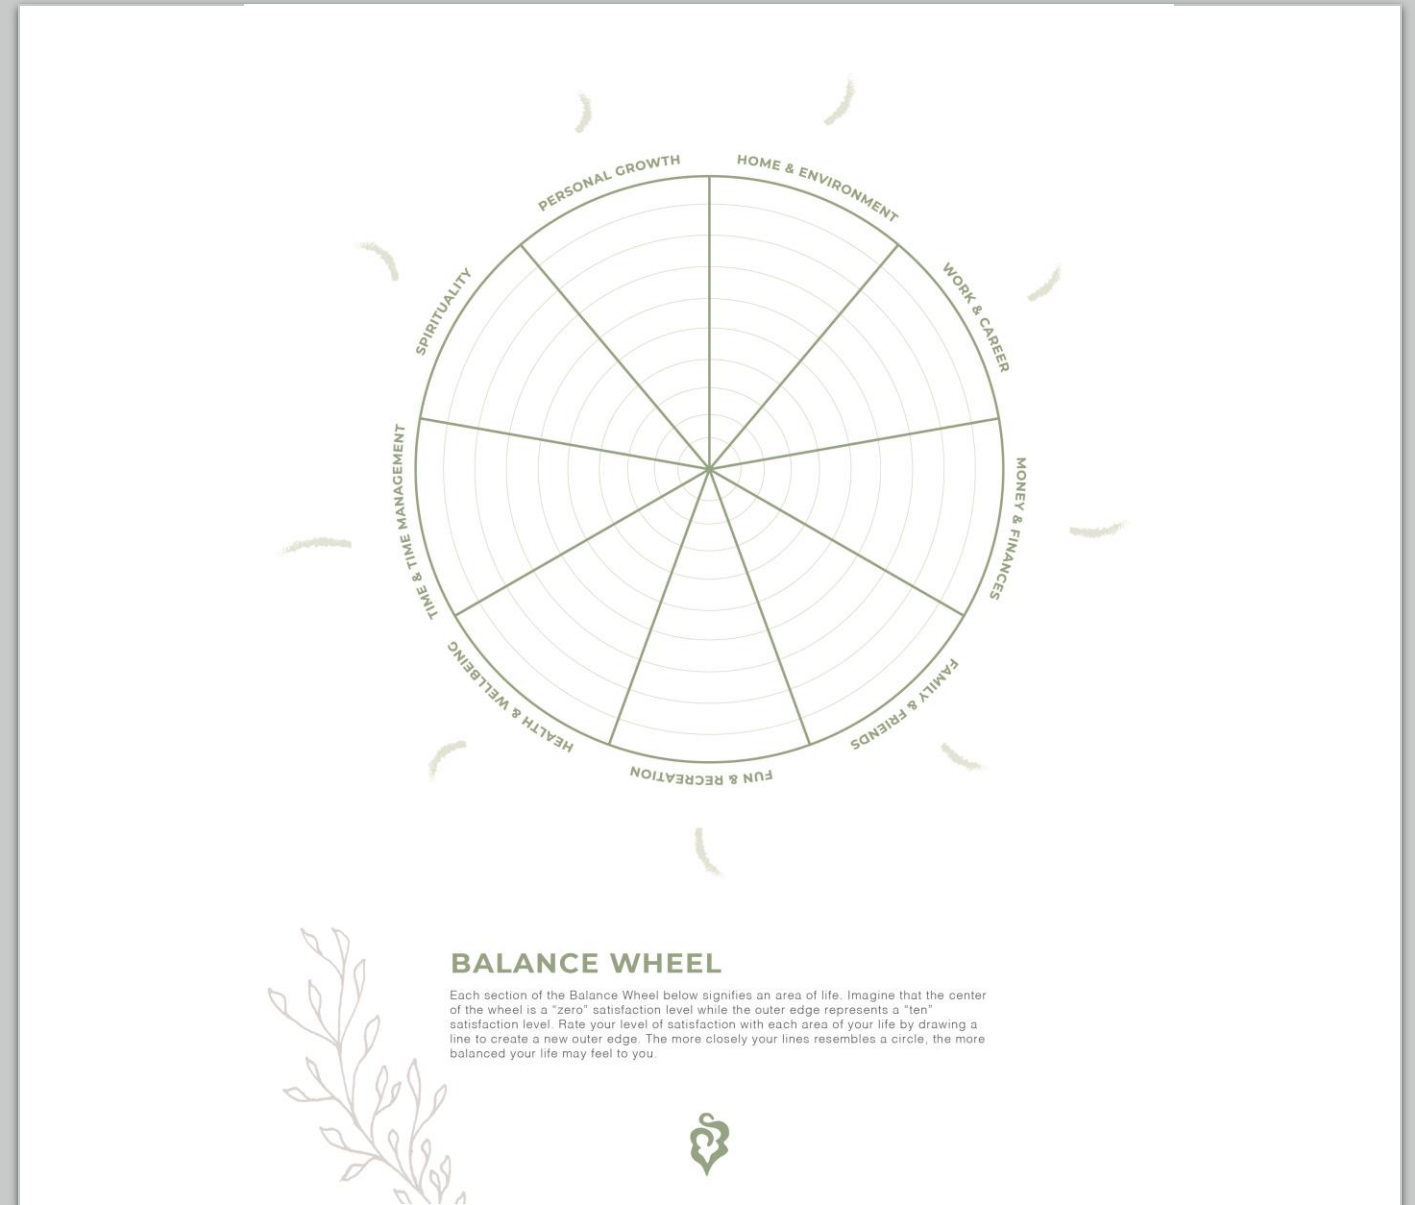 PERSONAL GROWTH
HOME & ENVIRONMENT
WORK & CAREER
MONEY & FINANCES
FAMILY & FRIENDS
FUN & RECREATION
HEALTH & WELLBEING
TIME & TIME MANAGEMENT
SPIRITUALITY
BALANCE WHEEL
Each section of the Balance Wheel below signifies an area of life. Imagine that the center
of the wheel is a “zero” satisfaction level while the outer edge represents a “ten”
satisfaction level. Rate your level of satisfaction with each area of your life by drawing a
line to create a new outer edge. The more closely your lines resembles a circle, the more
balanced your life may feel to you.